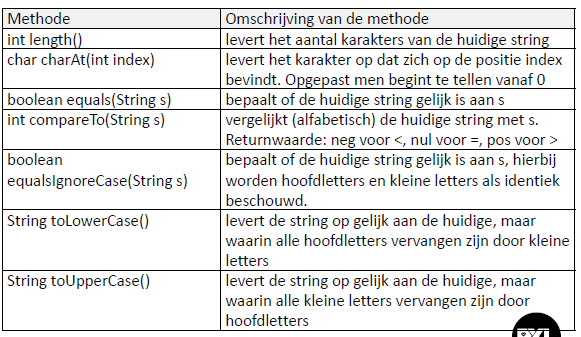 Methode Omschrijving van de methode
int length() levert het aantal karakters van de huidige string
char charAt(int index) levert het karakter op dat zich op de positie index
bevindt. Opgepast men begint te tellen vanaf 0
boolean equals(String s) bepaalt of de huidige string gelijk is aan s
int compareTo(String s) vergelijkt (alfabetisch) de huidige string met s.
Returnwaarde: neg voor <, nul voor =, pos voor >
boolean bepaalt of de huidige string gelijk is aan s, hierbij
equalsIgnoreCase(String s) worden hoofdletters en kleine letters als identiek
beschouwd.
String toLowerCase() levert de string op gelijk aan de huidige, maar
waarin alle hoofdletters vervangen zijn door kleine
letters
String toUpperCase() levert de string op gelijk aan de huidige, maar
waarin alle kleine letters vervangen zijn door
hoofdletters